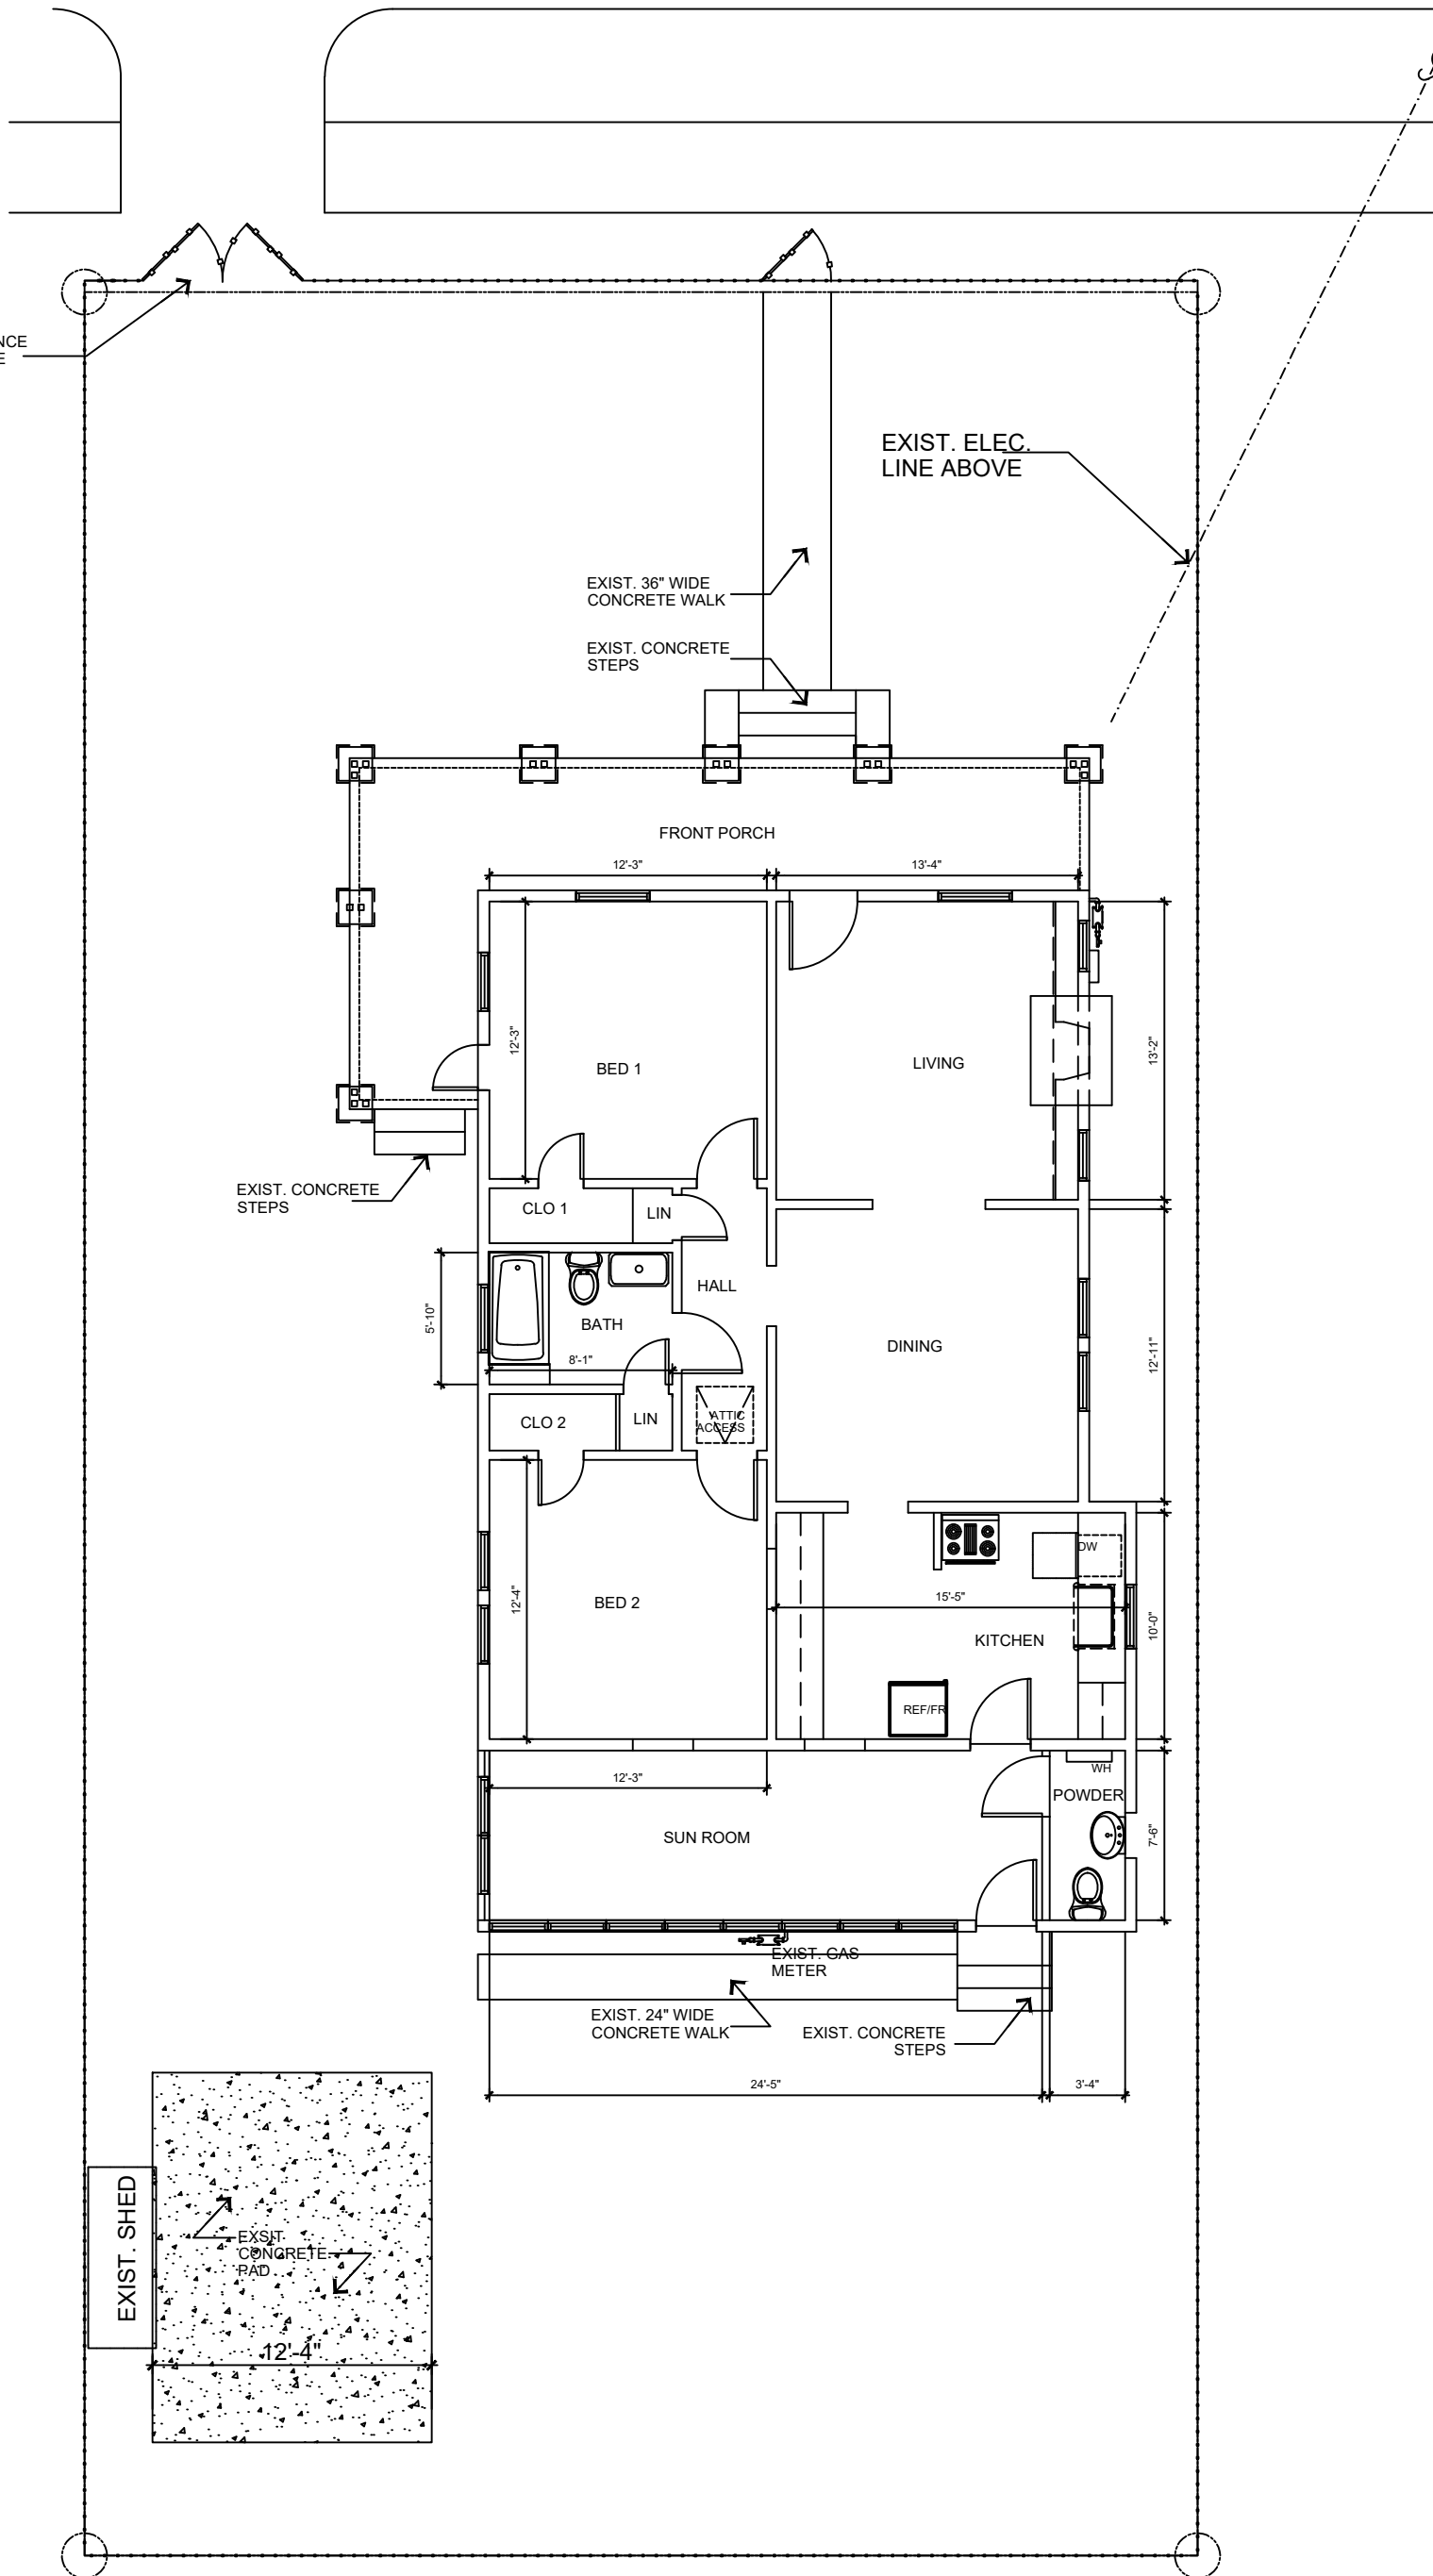 NCE
E
EXIST. ELEC.
LINE ABOVE
EXIST. 36" WIDE
CONCRETE WALK
EXIST. CONCRETE
STEPS
FRONT PORCH
12'-3"
13'-4"
12'-3"
13'-2"
BED 1
LIVING
EXIST. CONCRETE
STEPS
CLO 1
LIN
HALL
5'-10"
BATH
8'-1"
DINING
12'-11"
CLO 2
LIN
ATTIC
ACCESS
DW
12'-4"
BED 2
15'-5"
KITCHEN
10'-0"
REF/FR
12'-3"
WH
POWDER
SUN ROOM
7'-6"
EXIST. GAS
METER
EXIST. 24" WIDE
CONCRETE WALK
EXIST. CONCRETE
STEPS
24'-5"
3'-4"
EXIST. SHED
EXSIT
CONCRETE
PAD
12'-4"